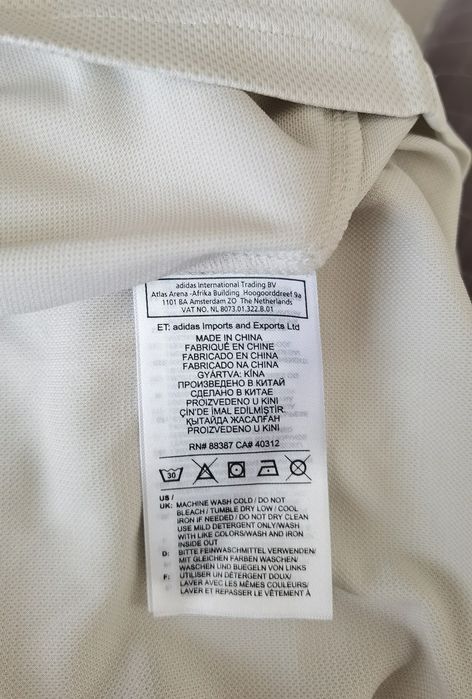 adidas International Trading BV
Atlas Arena -Afrika Building Hoogoorddreef 9a
1101 BA Amsterdam ZO The Netherlands
VAT NO. NL 8073.01.322.B.01
ET: adidas Imports and Exports Ltd
MADE IN CHINA
FABRIQUÉ EN CHINE
FABRICADO EN CHINA
FABRICADO NA CHINA
GYÁRTVA: KÍNA
ПРОИЗВЕДЕНО В КИТАЙ
СДЕЛАНО В КИТАЕ
PROIZVEDENO U KINI
ÇİN'DE İMAL EDİLMİŞTİR.
ҚЫТАЙДА ЖАСАЛҒАН
PROIZVEDENO U KINI
RN# 88387 CA# 40312
30
US /
UK: MACHINE WASH COLD / DO NOT
BLEACH / TUMBLE DRY LOW / COOL
IRON IF NEEDED / DO NOT DRY CLEAN
USE MILD DETERGENT ONLY/WASH
WITH LIKE COLORS/WASH AND IRON
INSIDE OUT
D: BITTE FEINWASCHMITTEL VERWENDEN/
MIT GLEICHEN FARBEN WASCHEN/
WASCHEN UND BUEGELN VON LINKS
F: UTILISER UN DÉTERGENT DOUX/
LAVER AVEC LES MÊMES COULEURS/
LAVER ET REPASSER LE VÊTEMENT À